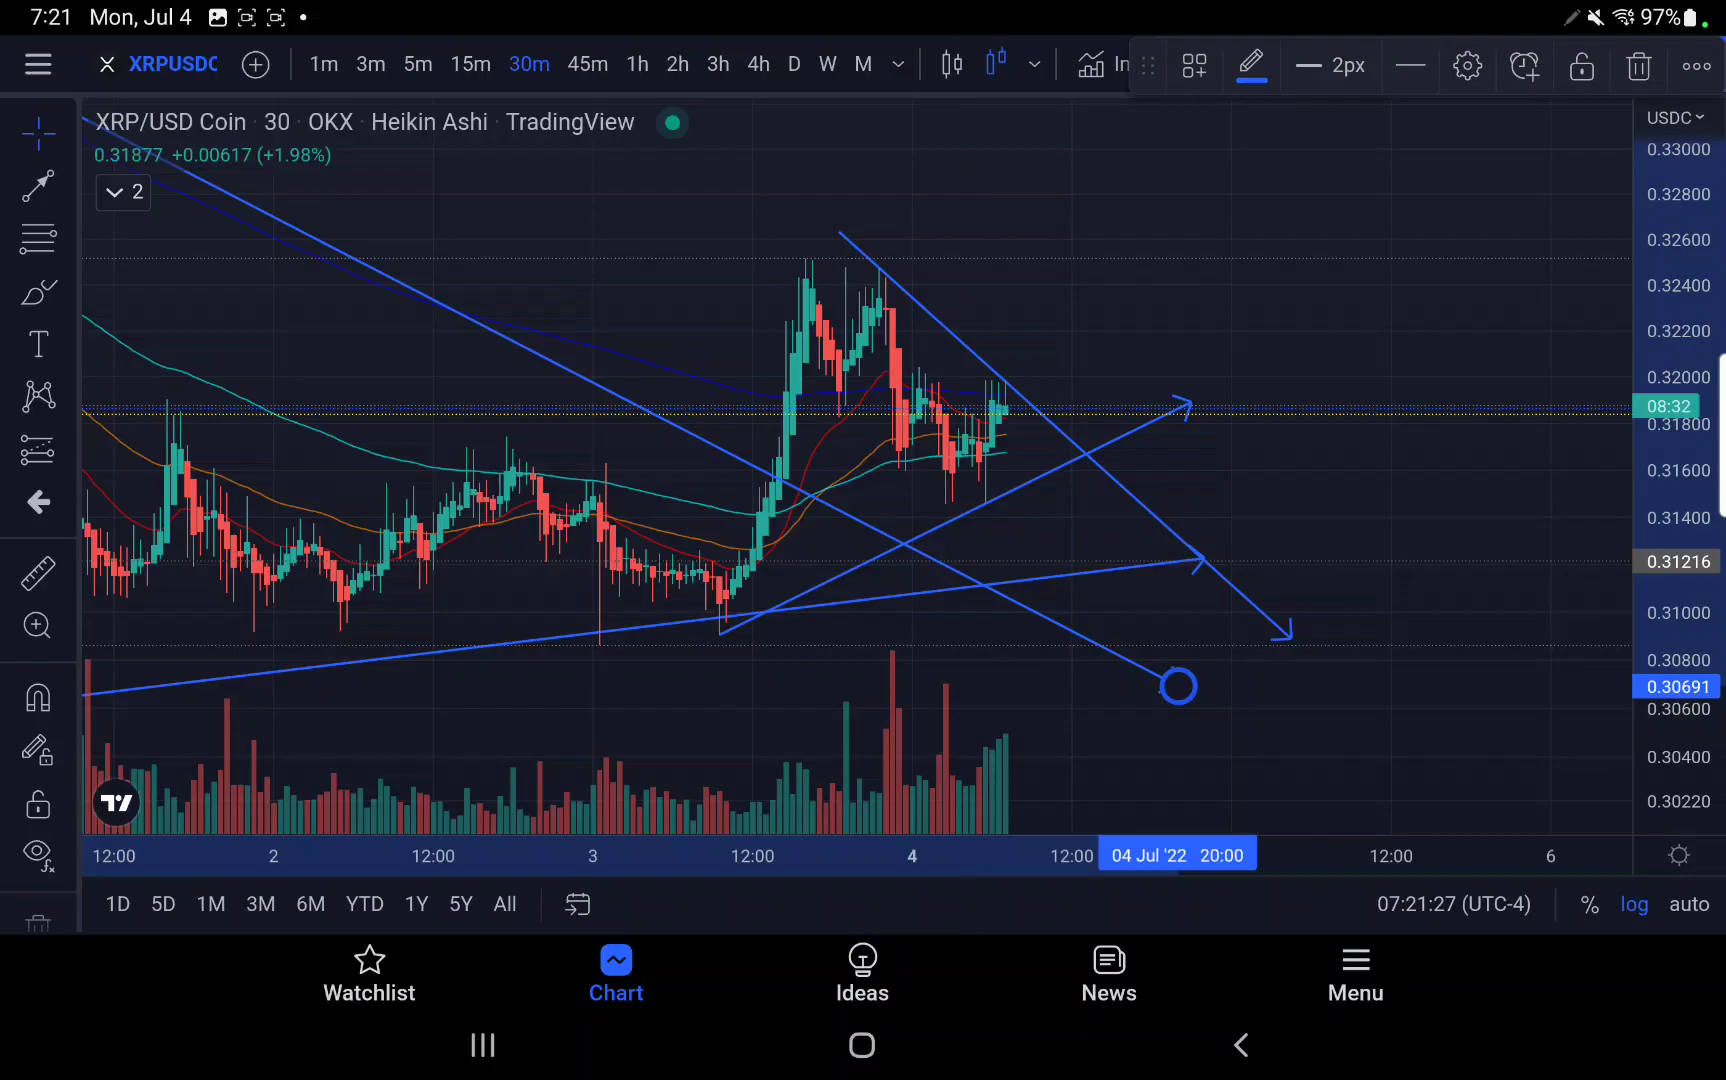 7:21 Mon, Jul 4 97%
XRPUSDC 1m 3m 5m 15m 30m 45m 1h 2h 3h 4h D W M In 2px
XRP/USD Coin · 30 · OKX · Heikin Ashi · TradingView
USDC
0.31877 +0.00617 (+1.98%)
2
0.33000
0.32800
0.32600
0.32400
0.32200
0.32000
08:32
0.31800
0.31600
0.31400
0.31216
0.31000
0.30800
0.30691
0.30600
0.30400
0.30220
12:00 2 12:00 3 12:00 4 12:00 04 Jul '22 20:00 12:00 6
1D 5D 1M 3M 6M YTD 1Y 5Y All 07:21:27 (UTC-4) % log auto
Watchlist Chart Ideas News Menu